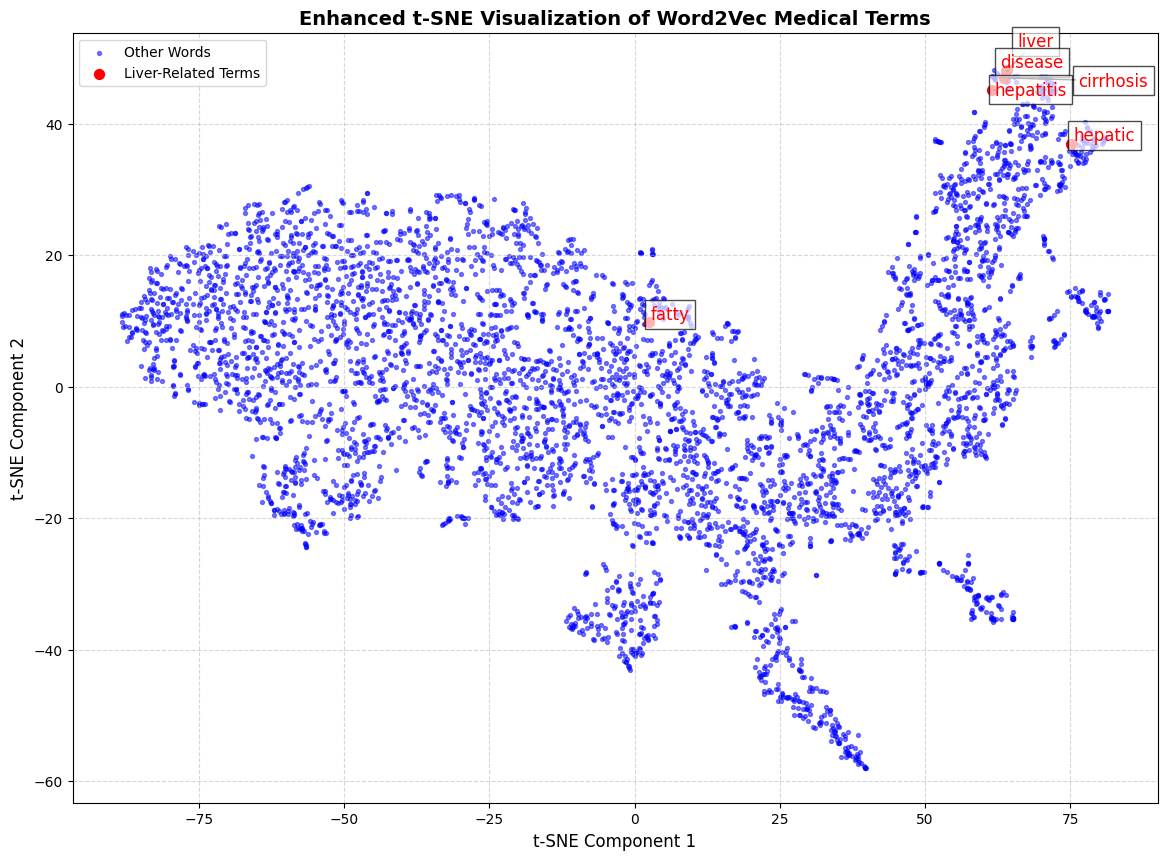 Enhanced t-SNE Visualization of Word2Vec Medical Terms
Other Words
Liver-Related Terms
liver
disease
cirrhosis
hepatitis
hepatic
fatty
40
20
0
−20
−40
−60
t-SNE Component 2
−75
−50
−25
0
25
50
75
t-SNE Component 1